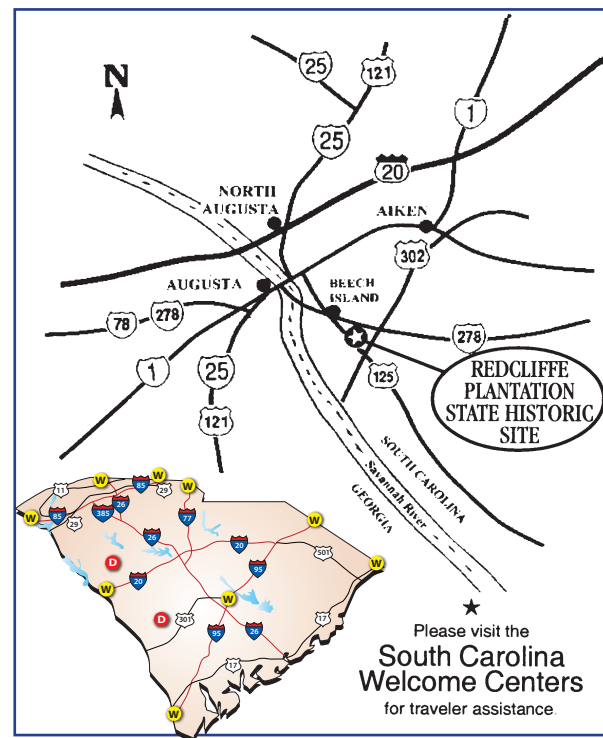 N
25
121
25
1
20
NORTH
AUGUSTA
AIKEN
302
AUGUSTA
BEECH
ISLAND
78
278
278
1
25
121
125
REDCLIFFE
PLANTATION
STATE HISTORIC
SITE
SOUTH CAROLINA
Savannah River
GEORGIA
W
W
W
W
11
85
29
85
29
385
26
77
26
W
D
20
20
501
W
W
95
W
D
301
95
26
17
17
W
Please visit the
South Carolina
Welcome Centers
for traveler assistance.